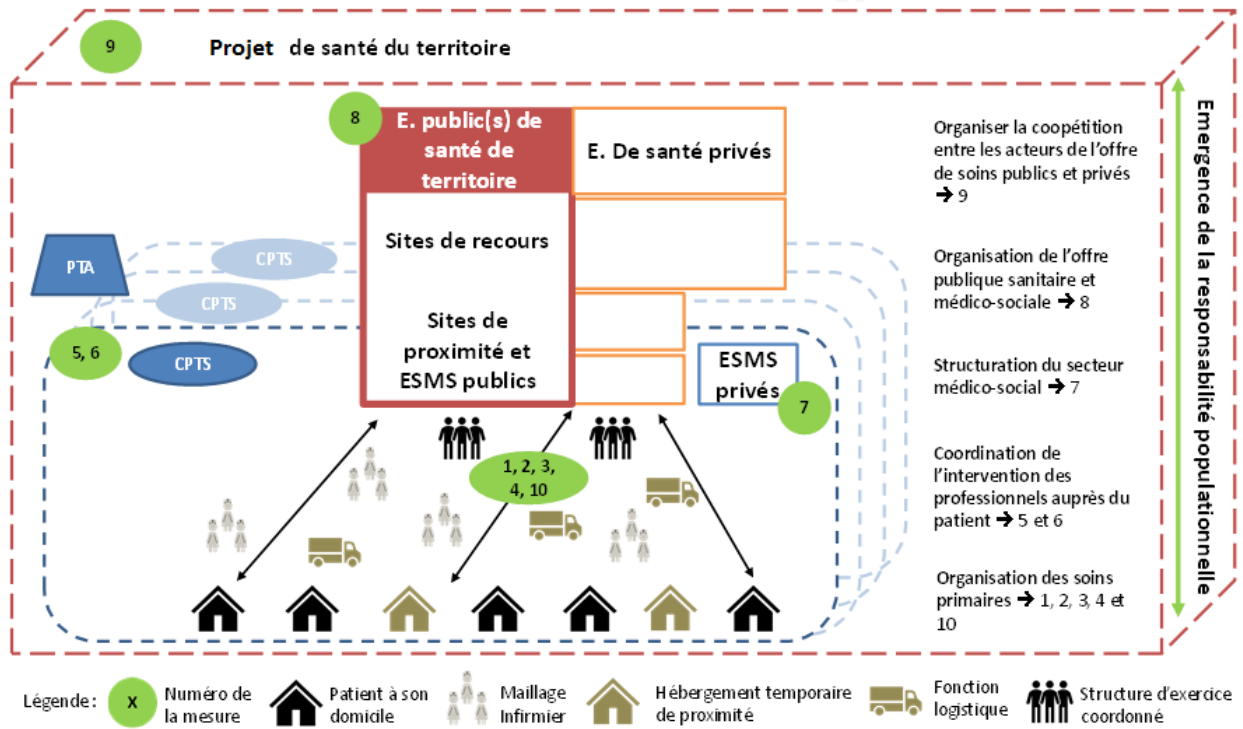 9
Projet de santé du territoire
8
E. public(s) de
santé de
territoire
E. De santé privés
Sites de recours
Sites de
proximité et
ESMS publics
PTA
CPTS
CPTS
5, 6
CPTS
ESMS
privés
7
1, 2, 3,
4, 10
Organiser la coopétition
entre les acteurs de l'offre
de soins publics et privés
➔ 9
Organisation de l'offre
publique sanitaire et
médico-sociale ➔ 8
Structuration du secteur
médico-social ➔ 7
Coordination de
l'intervention des
professionnels auprès du
patient ➔ 5 et 6
Organisation des soins
primaires ➔ 1, 2, 3, 4 et
10
Emergence de la responsabilité populationnelle
Légende :
X
Numéro de
la mesure
Patient à son
domicile
Maillage
Infirmier
Hébergement temporaire
de proximité
Fonction
logistique
Structure d'exercice
coordonné